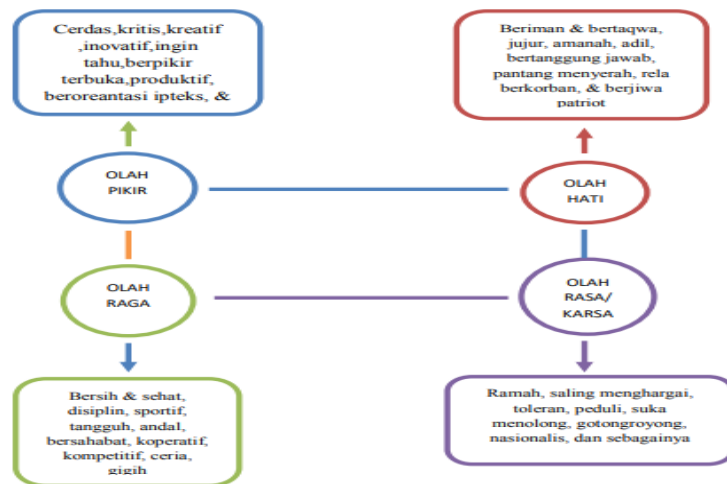 Cerdas,kritis,kreatif
,inovatif,ingin
tahu,berpikir
terbuka,produktif,
beroreantasi ipteks, &
Beriman & bertaqwa,
jujur, amanah, adil,
bertanggung jawab,
pantang menyerah, rela
berkorban, & berjiwa
patriot
OLAH
PIKIR
OLAH
HATI
OLAH
RAGA
OLAH
RASA/
KARSA
Bersih & sehat,
disiplin, sportif,
tangguh, andal,
bersahabat, koperatif,
kompetitif, ceria,
gigih
Ramah, saling menghargai,
toleran, peduli, suka
menolong, gotongroyong,
nasionalis, dan sebagainya